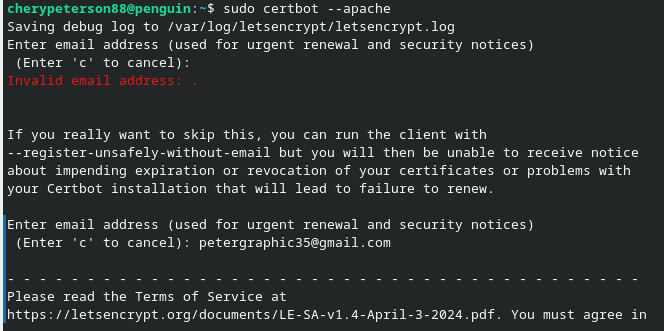 cherypeterson88@penguin:~$ sudo certbot --apache
Saving debug log to /var/log/letsencrypt/letsencrypt.log
Enter email address (used for urgent renewal and security notices)
 (Enter 'c' to cancel):
Invalid email address: .
If you really want to skip this, you can run the client with
--register-unsafely-without-email but you will then be unable to receive notice
about impending expiration or revocation of your certificates or problems with
your Certbot installation that will lead to failure to renew.
Enter email address (used for urgent renewal and security notices)
 (Enter 'c' to cancel): petergraphic35@gmail.com
- - - - - - - - - - - - - - - - - - - - - - - - - - - - - - - - - - - - - - - -
Please read the Terms of Service at
https://letsencrypt.org/documents/LE-SA-v1.4-April-3-2024.pdf. You must agree in